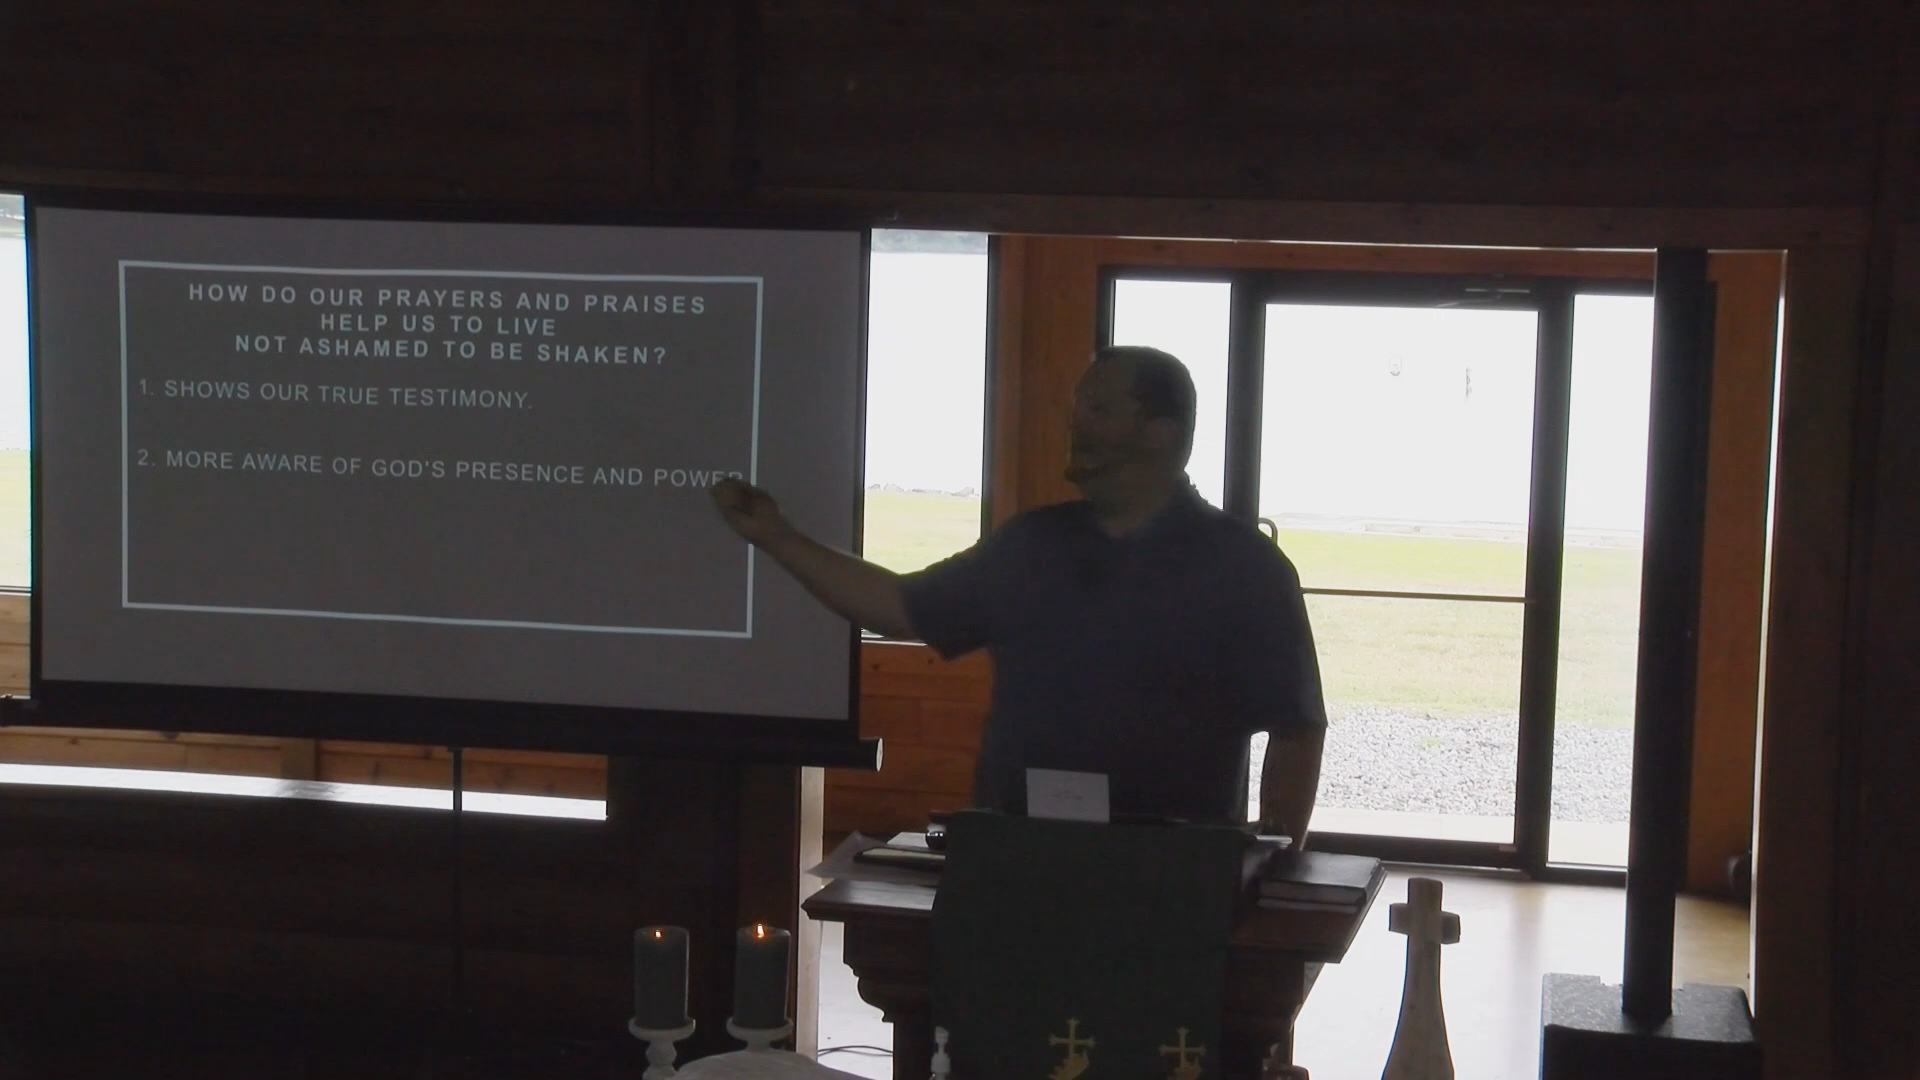 HOW DO OUR PRAYERS AND PRAISES
HELP US TO LIVE
NOT ASHAMED TO BE SHAKEN?
1. SHOWS OUR TRUE TESTIMONY.
2. MORE AWARE OF GOD'S PRESENCE AND POWER